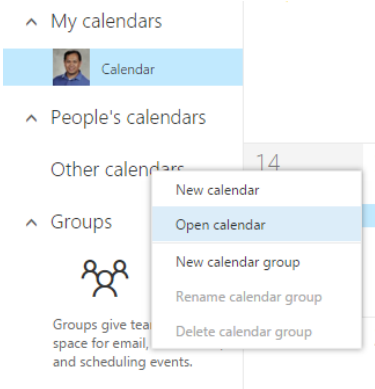 My calendars
Calendar
People's calendars
Other calendars
14
New calendar
Open calendar
New calendar group
Rename calendar group
Delete calendar group
Groups
Groups give
space for email,
and scheduling events.